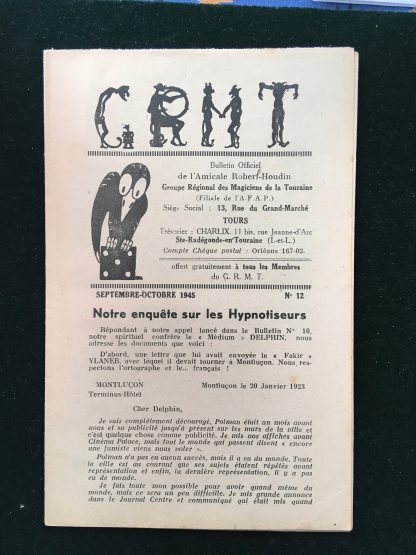 G.R.M.T
Bulletin Officiel
de l'Amicale Robert-Houdin
Groupe Régional des Magiciens de la Touraine
(Filiale de l'A.F.A.P.)
Siège Social : 13, Rue du Grand-Marché
TOURS
Trésorier : CHARLIX. 11 bis, rue Jeanne-d'Arc
Ste-Radégonde-en-Touraine (I.-et-L.)
Compte Chèque postal : Orléans 167-02.
offert gratuitement à tous les Membres
du G. R. M. T.
SEPTEMBRE-OCTOBRE 1945 N° 12
Notre enquête sur les Hypnotiseurs
Répondant à notre appel lancé dans le Bulletin N° 10,
notre spirituel confrère le « Médium » DELPHIN, nous
adresse les documents que voici :
D'abord, une lettre que lui avait envoyée le « Fakir »
VLANEB, avec lequel il devait tourner à Montluçon. Nous res-
pectons l'ortographe et le... français !
MONTLUÇON Montluçon le 20 Janvier 1923
Terminus-Hôtel
Cher Delphin,
Je suis complètement découragé, Polman était un mois avant
nous et sa publicité jusqu'à présent sur les mars de la ville et
c'est quelque chose comme publicité. Je mis nos affiches avant
Cinéma Palace, mais tout le monde qui passent disent « encore
une fumiste viens nous voler ».
Polman n'a pas eu aucun succès, mois il a eu du monde. Toute
la ville est au courant que ses sujets étaient répétés avant
représentation et enfin, la dernière représentation, il y a pas
eu de monde.
Je fais tout mon possible pour avoir quand même du
monde, mais ce sera un peu difficille. Je mis grande annonce
dans le Journal Centre et communiqué qui était mis quand